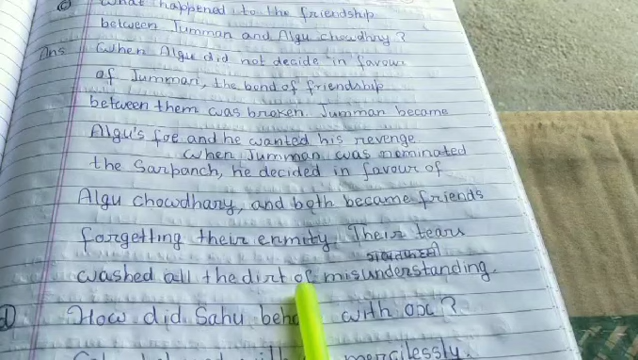 c) What happened to the friendship
between Jumman and Algu chowdhry?
Ans When Algu did not decide in favour
of Jumman, the bond of friendship
between them was broken. Jumman became
Algu's foe and he wanted his revenge
when Jumman was nominated
the Sarpanch, he decided in favour of
Algu chowdhary, and both became friends
forgetting their enmity. Their tears
washed all the dirt of misunderstanding.
d) How did Sahu with ox?
mercilessly.